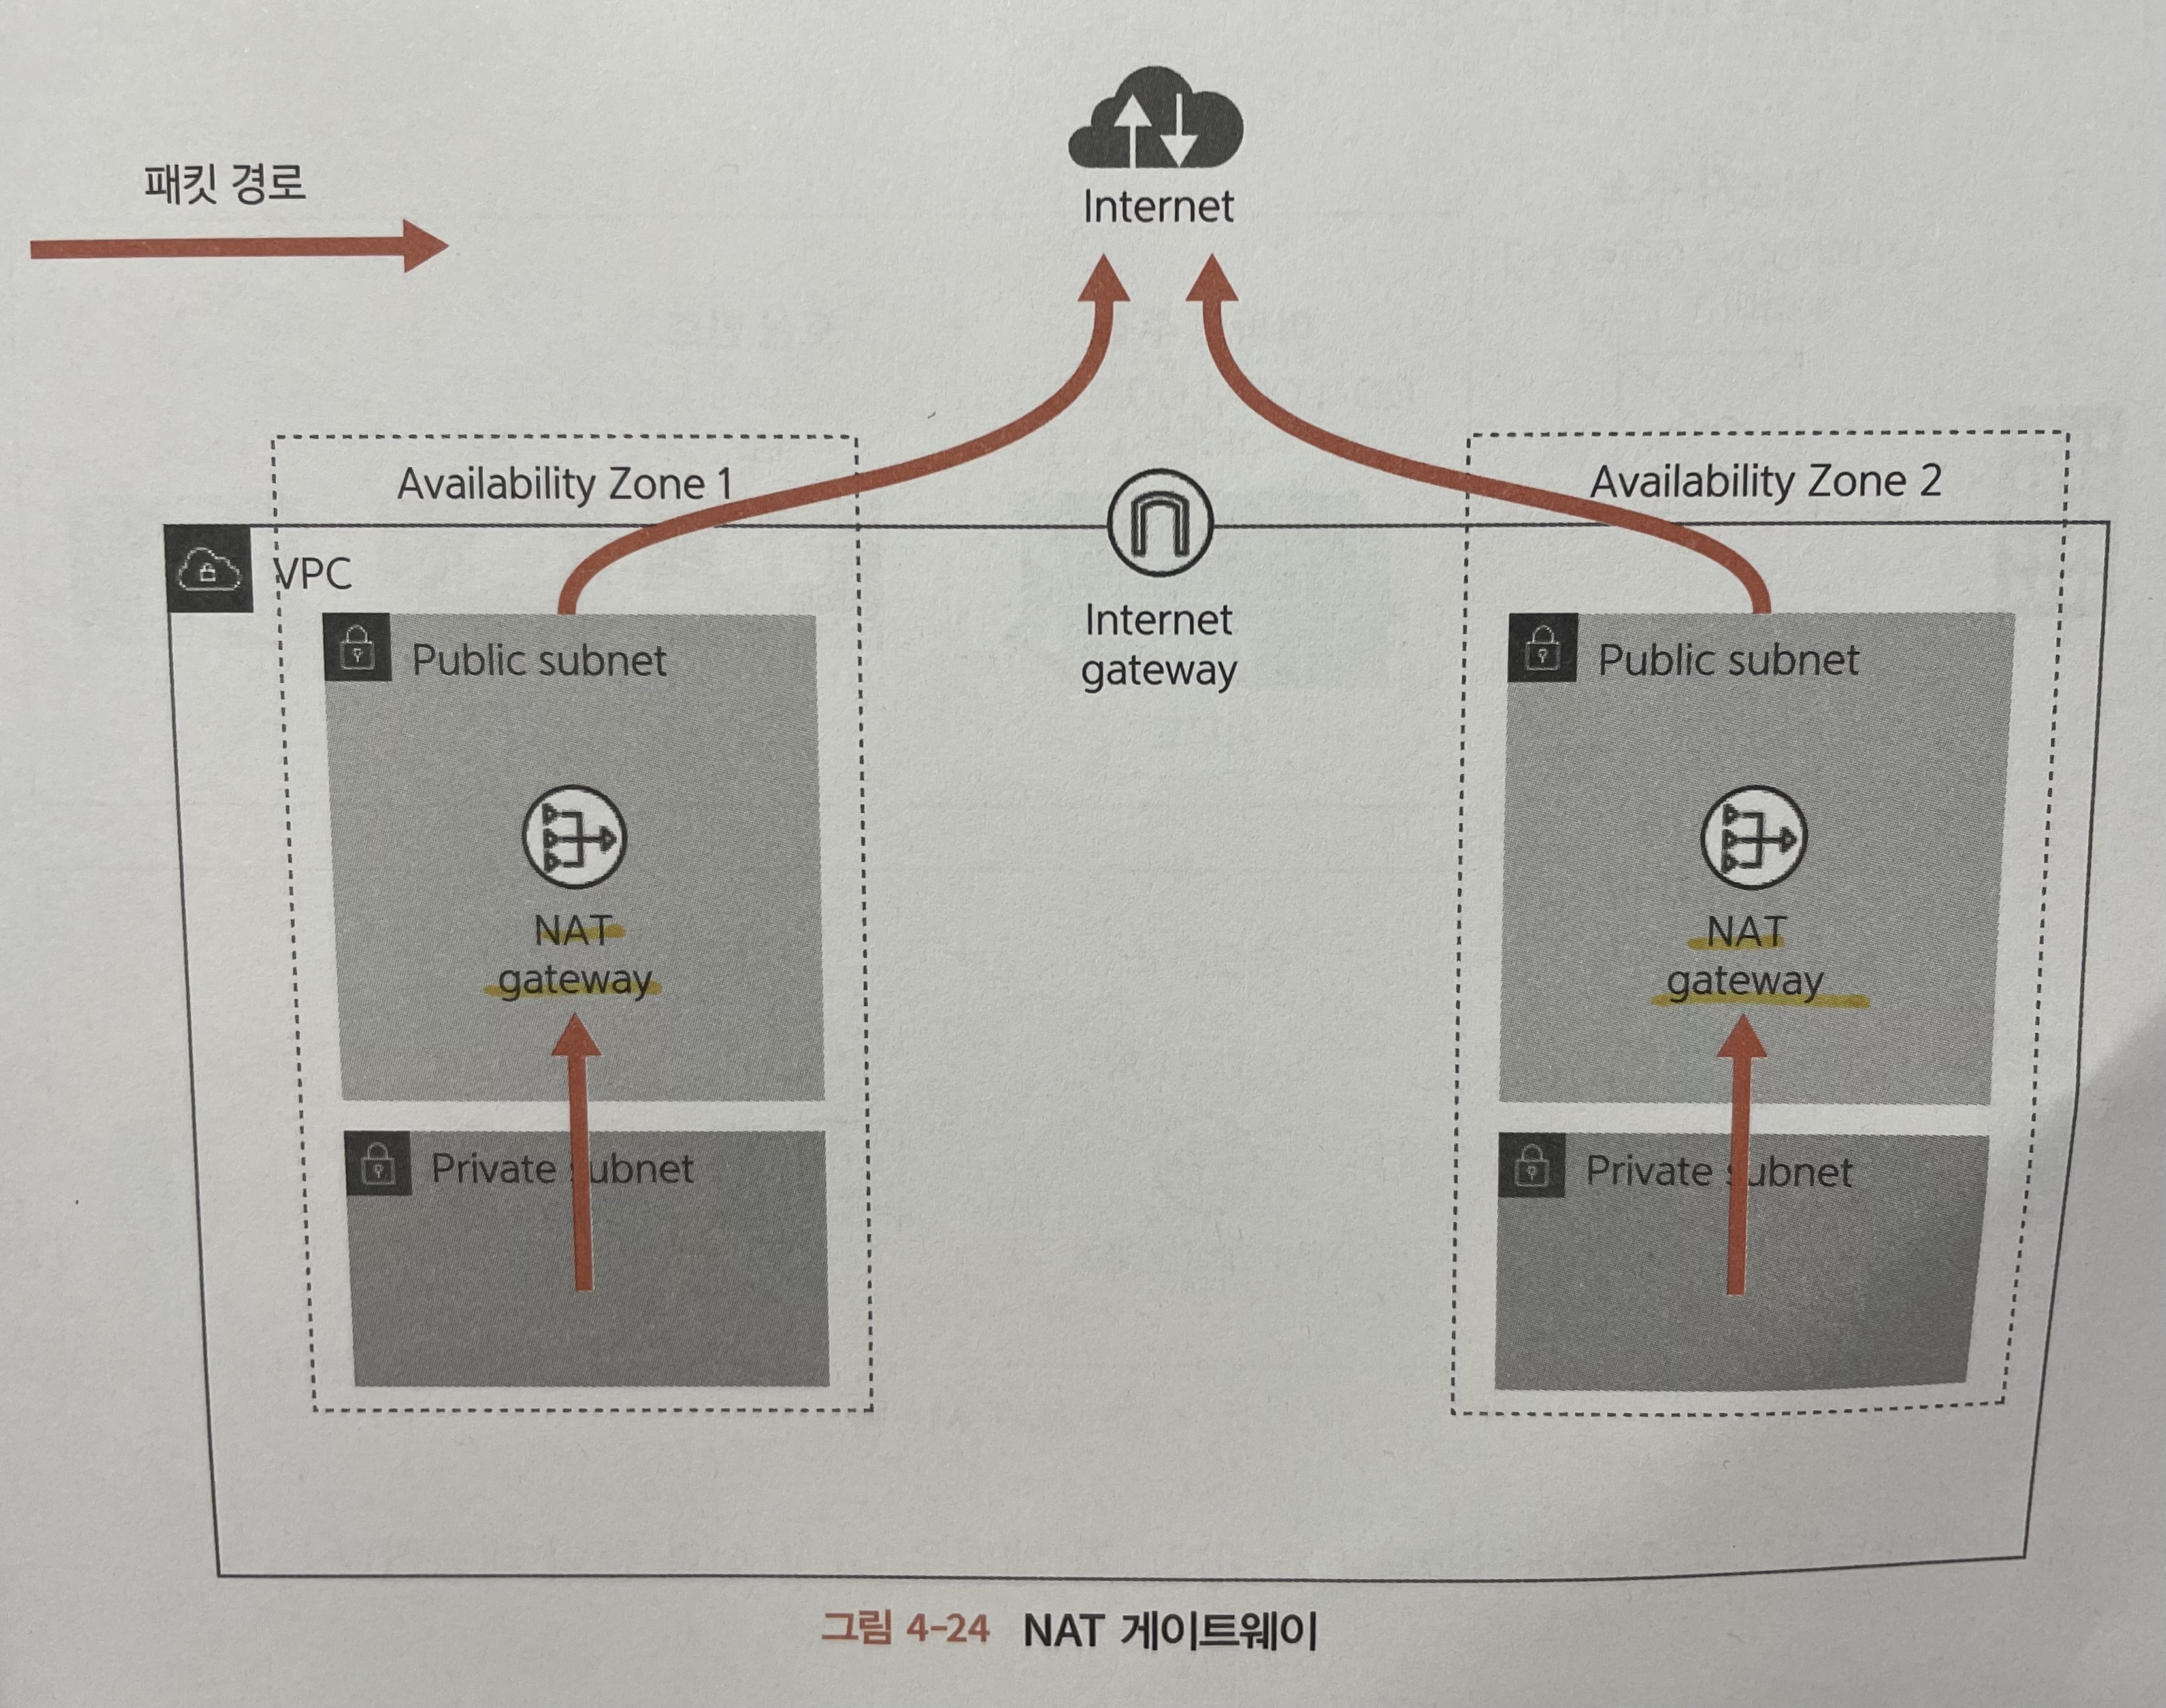 패킷 경로
Internet
Availability Zone 1
Availability Zone 2
VPC
Internet
gateway
Public subnet
NAT
gateway
Private subnet
Public subnet
NAT
gateway
Private subnet
그림 4-24 NAT 게이트웨이